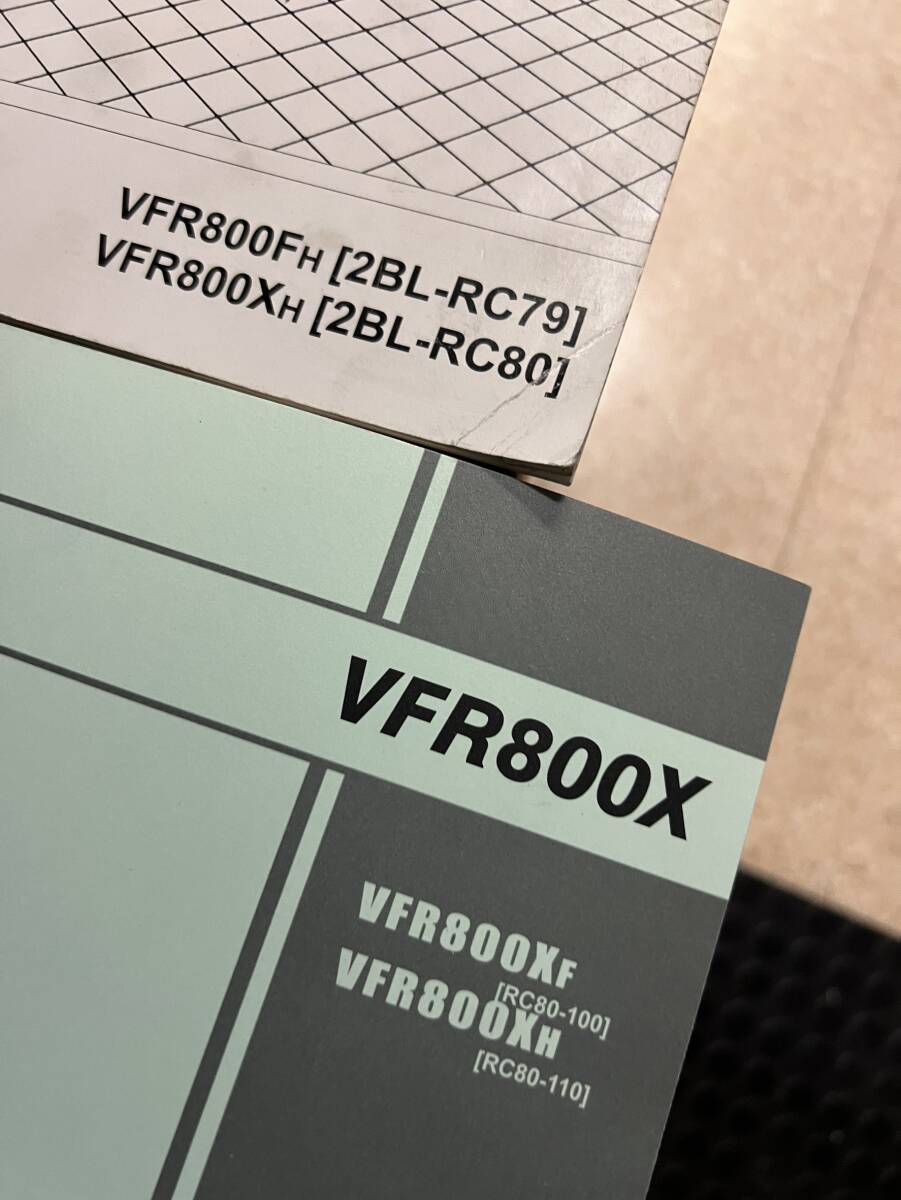 VFR800FH [2BL-RC79]
VFR800XH [2BL-RC80]
VFR800X
VFR800XF
[RC80-100]
VFR800XH
[RC80-110]